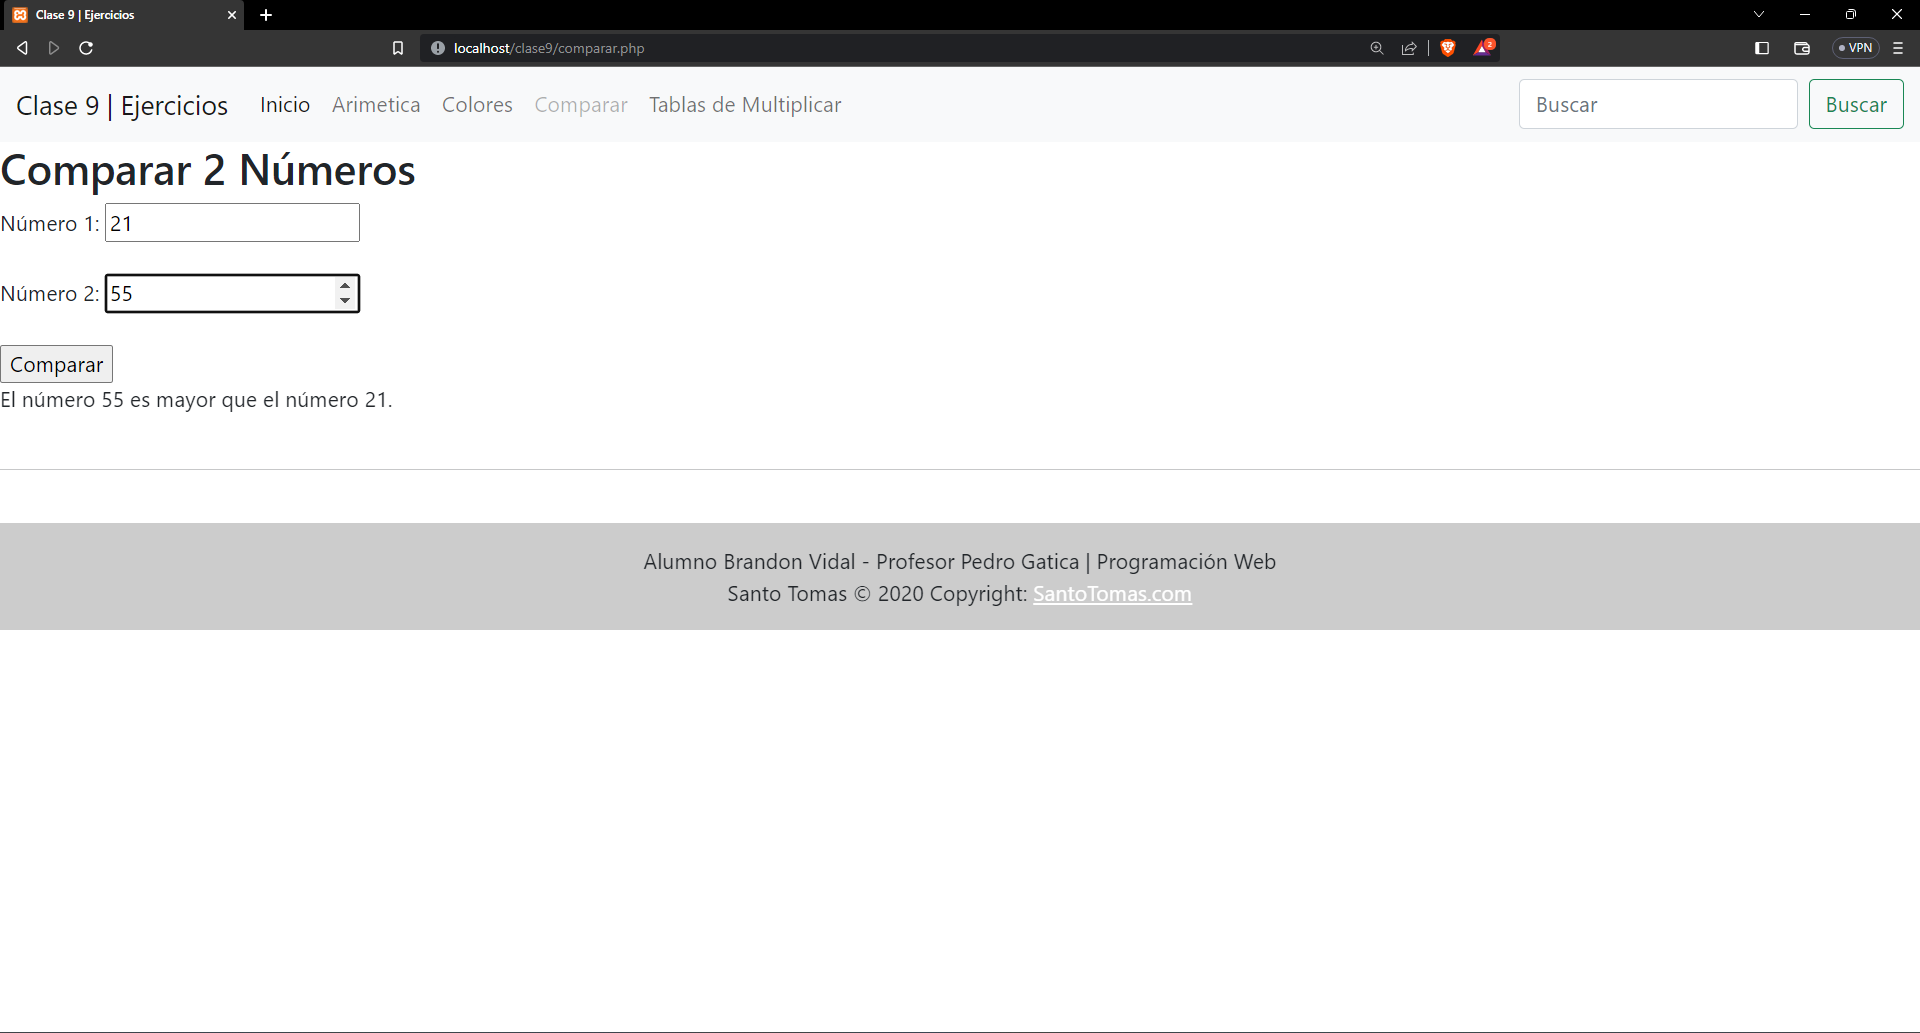 Clase 9 | Ejercicios
localhost/clase9/comparar.php
2
VPN
Clase 9 | Ejercicios Inicio Arimetica Colores Comparar Tablas de Multiplicar Buscar Buscar
Comparar 2 Números
Número 1: 21
Número 2: 55
Comparar
El número 55 es mayor que el número 21.
Alumno Brandon Vidal - Profesor Pedro Gatica | Programación Web
Santo Tomas © 2020 Copyright: SantoTomas.com